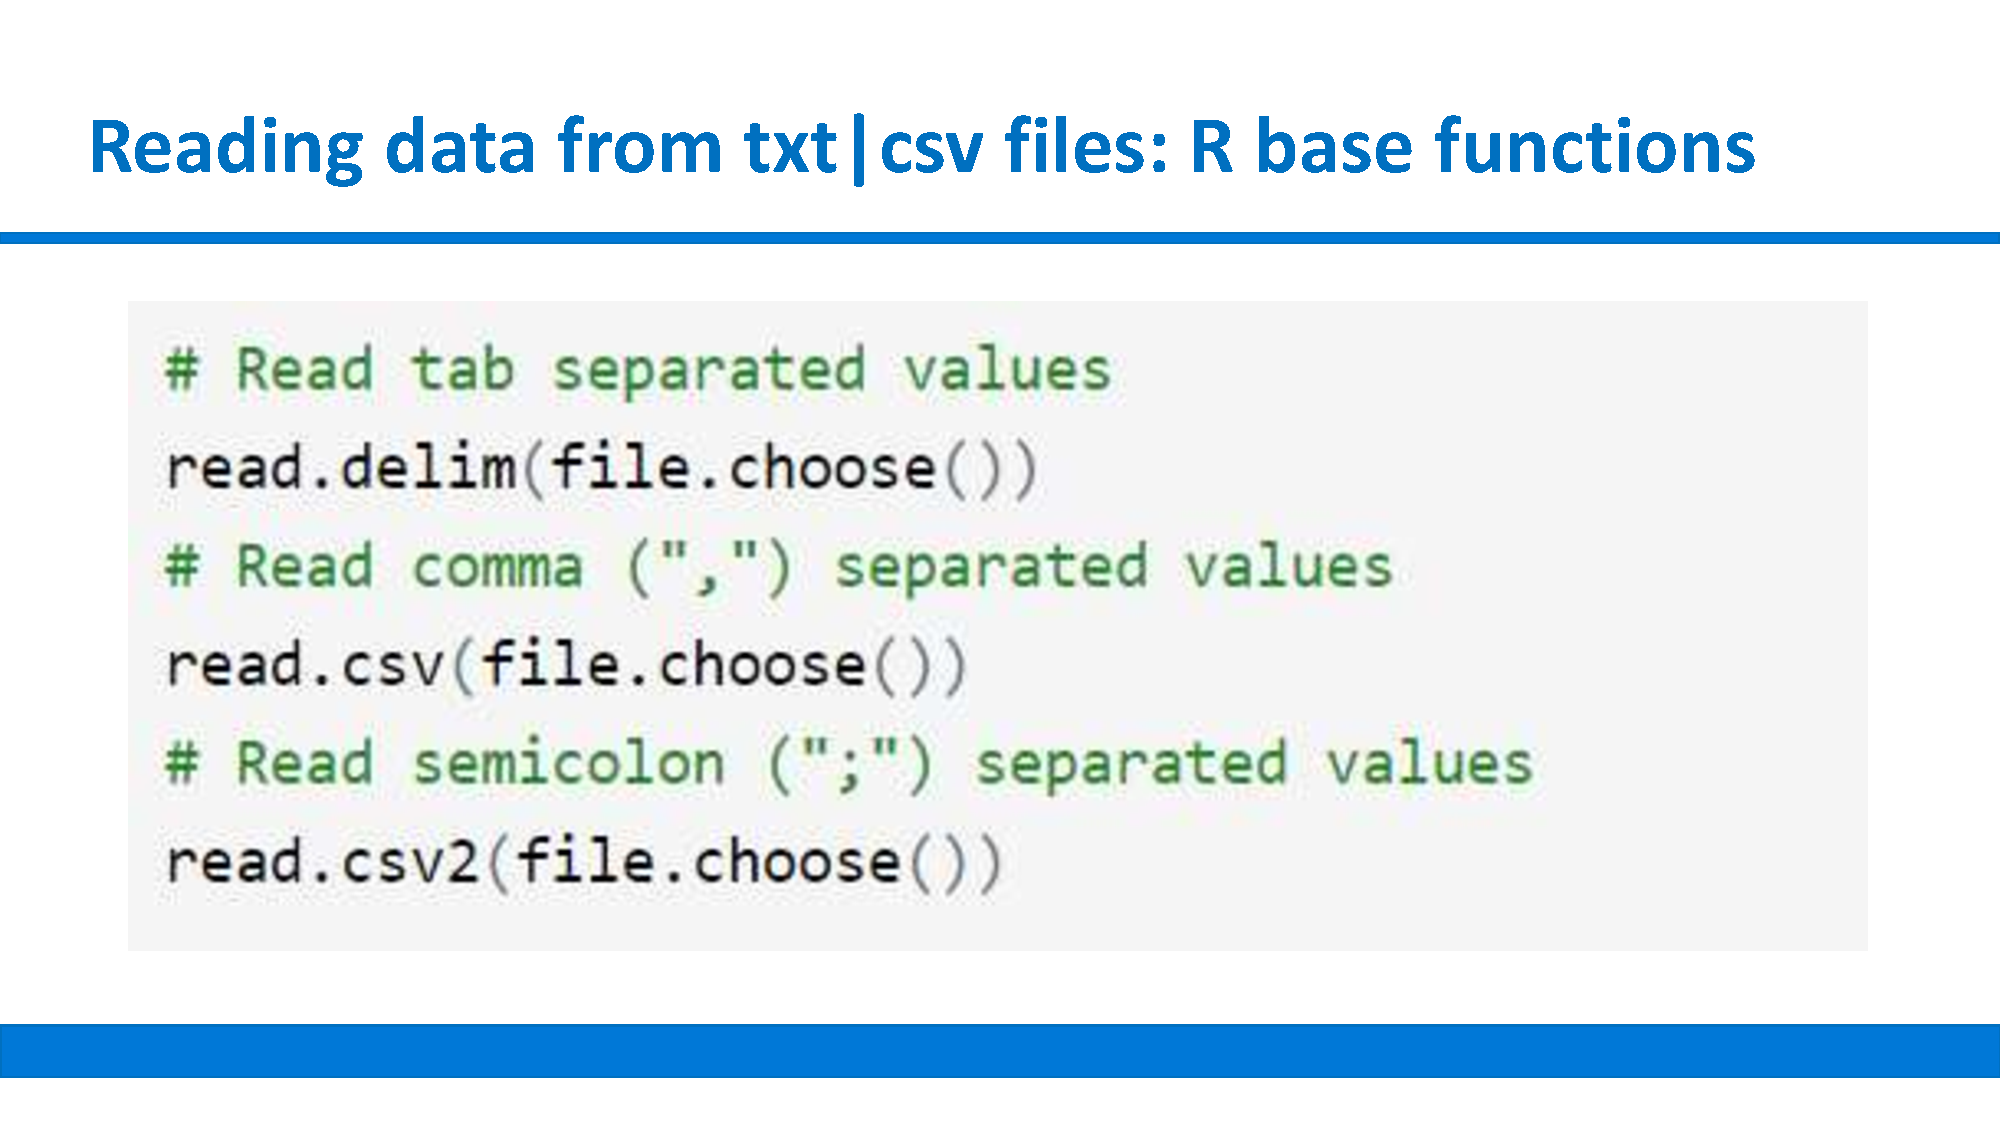 Reading data from txt|csv files: R base functions
# Read tab separated values
read.delim(file.choose())
# Read comma (",") separated values
read.csv(file.choose())
# Read semicolon (";") separated values
read.csv2(file.choose())